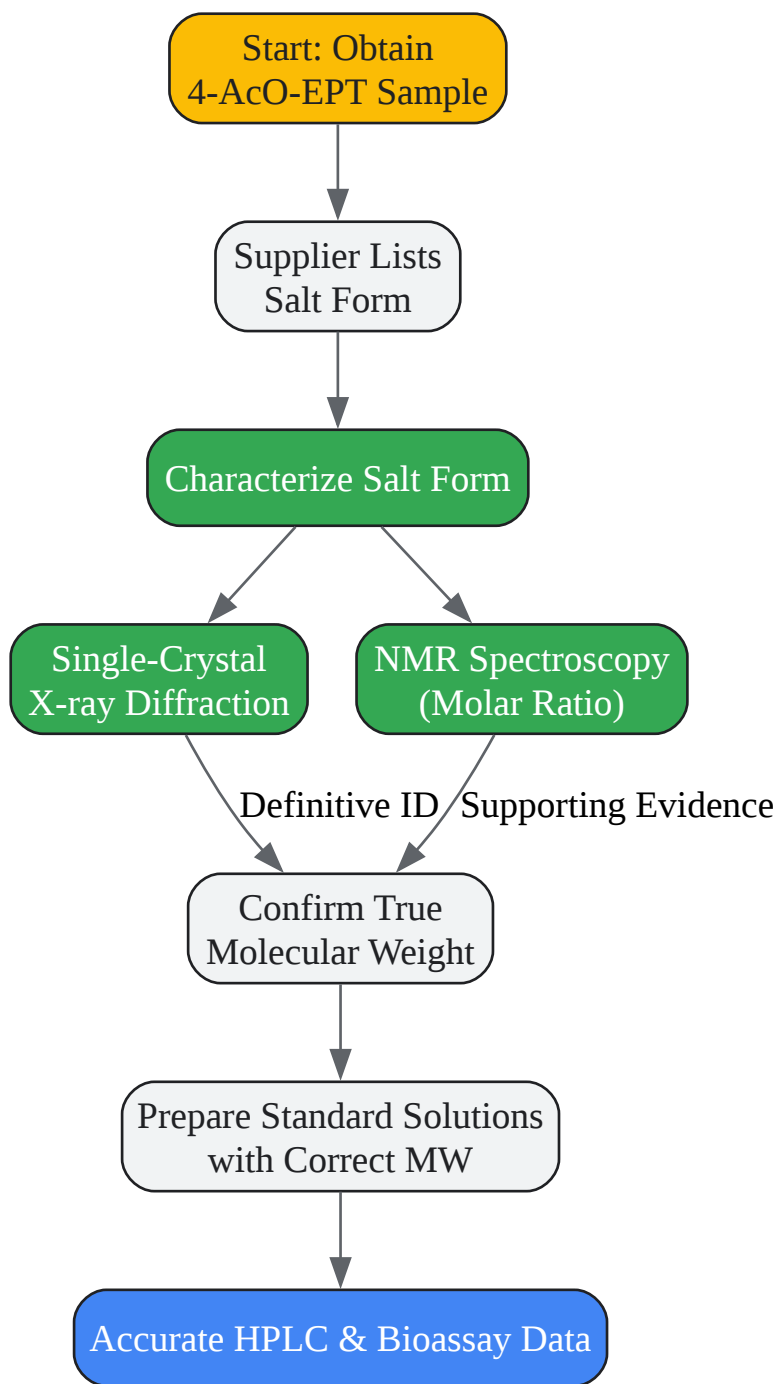 Start: Obtain
4-AcO-EPT Sample
Supplier Lists
Salt Form
Characterize Salt Form
Single-Crystal
X-ray Diffraction
NMR Spectroscopy
(Molar Ratio)
Definitive ID
Supporting Evidence
Confirm True
Molecular Weight
Prepare Standard Solutions
with Correct MW
Accurate HPLC & Bioassay Data